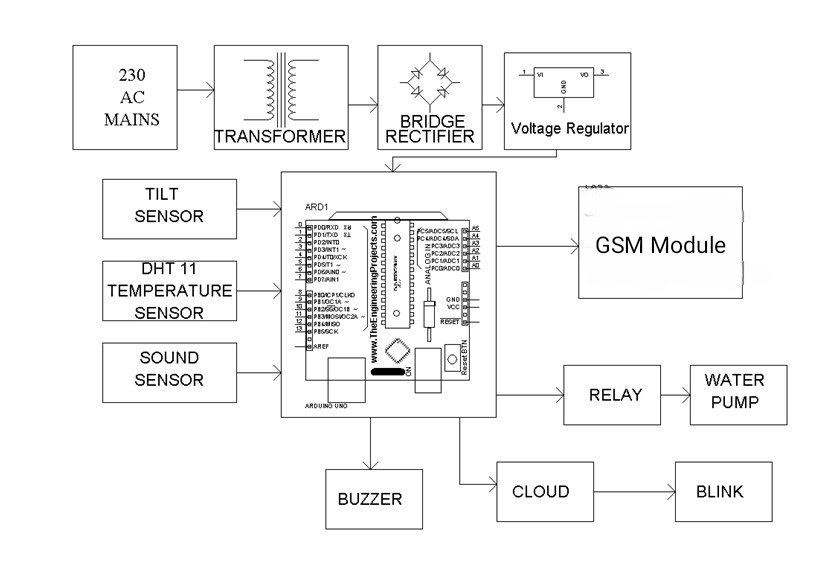 230
AC
MAINS
TRANSFORMER
BRIDGE
RECTIFIER
1
VI
VO
3
GND
2
Voltage Regulator
TILT
SENSOR
DHT 11
TEMPERATURE
SENSOR
SOUND
SENSOR
ARD1
0
PD0/RXD
RX
1
PD1/TXD
TX
2
PD2/INT0
3
PD3/INT1 ~
4
PD4/T0/XCK
5
PD5/T1 ~
6
PD6/AIN0 ~
7
PD7/AIN1
8
PB0/ICP1/CLKO
9
PB1/OC1A ~
10
PB2/SS/OC1B ~
11
PB3/MOSI/OC2A ~
12
PB4/MISO
13
PB5/SCK
AREF
www.TheEngineeringProjects.com
PC5/ADC5/SCL
A5
PC4/ADC4/SDA
A4
PC3/ADC3
A3
PC2/ADC2
A2
PC1/ADC1
A1
PC0/ADC0
A0
ANALOG IN
GND
VCC
RESET
Reset BTN
ON
ARDUINO UNO
GSM Module
RELAY
WATER
PUMP
BUZZER
CLOUD
BLINK